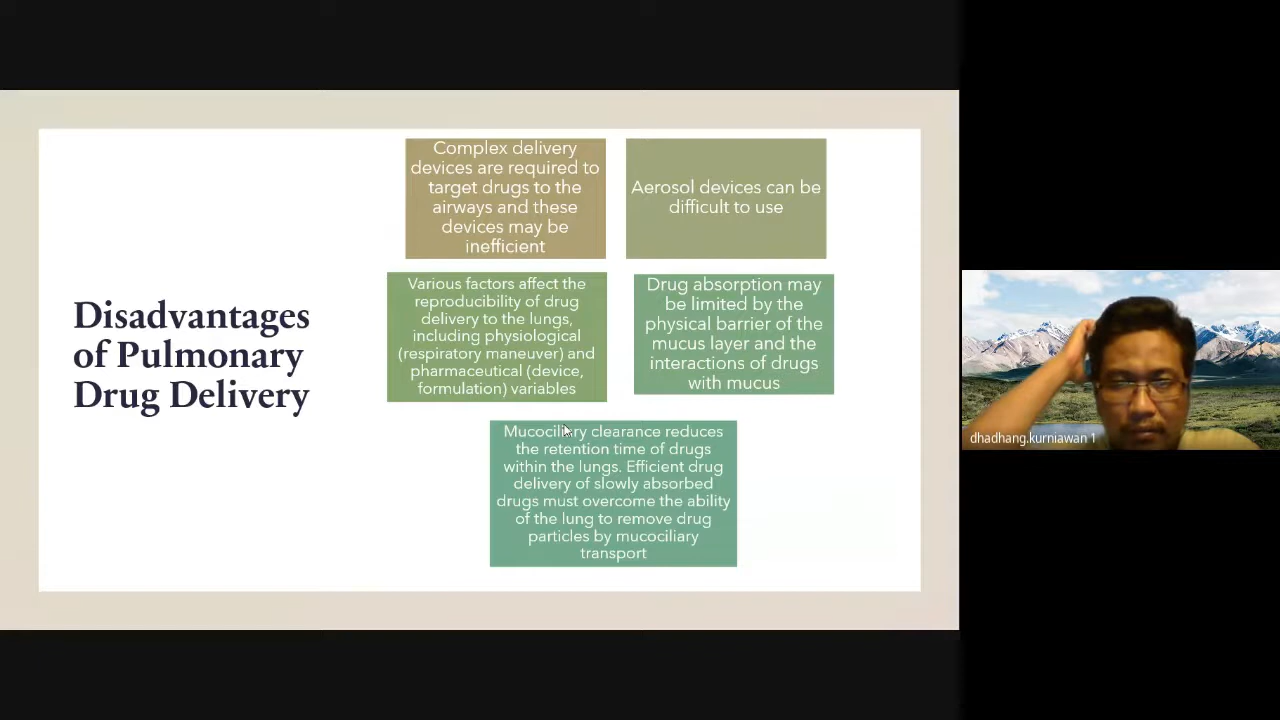 Disadvantages
of Pulmonary
Drug Delivery
Complex delivery
devices are required to
target drugs to the
airways and these
devices may be
inefficient
Aerosol devices can be
difficult to use
Various factors affect the
reproducibility of drug
delivery to the lungs,
including physiological
(respiratory maneuver) and
pharmaceutical (device,
formulation) variables
Drug absorption may
be limited by the
physical barrier of the
mucus layer and the
interactions of drugs
with mucus
Mucociliary clearance reduces
the retention time of drugs
within the lungs. Efficient drug
delivery of slowly absorbed
drugs must overcome the ability
of the lung to remove drug
particles by mucociliary
transport
dhadhang.kurniawan 1